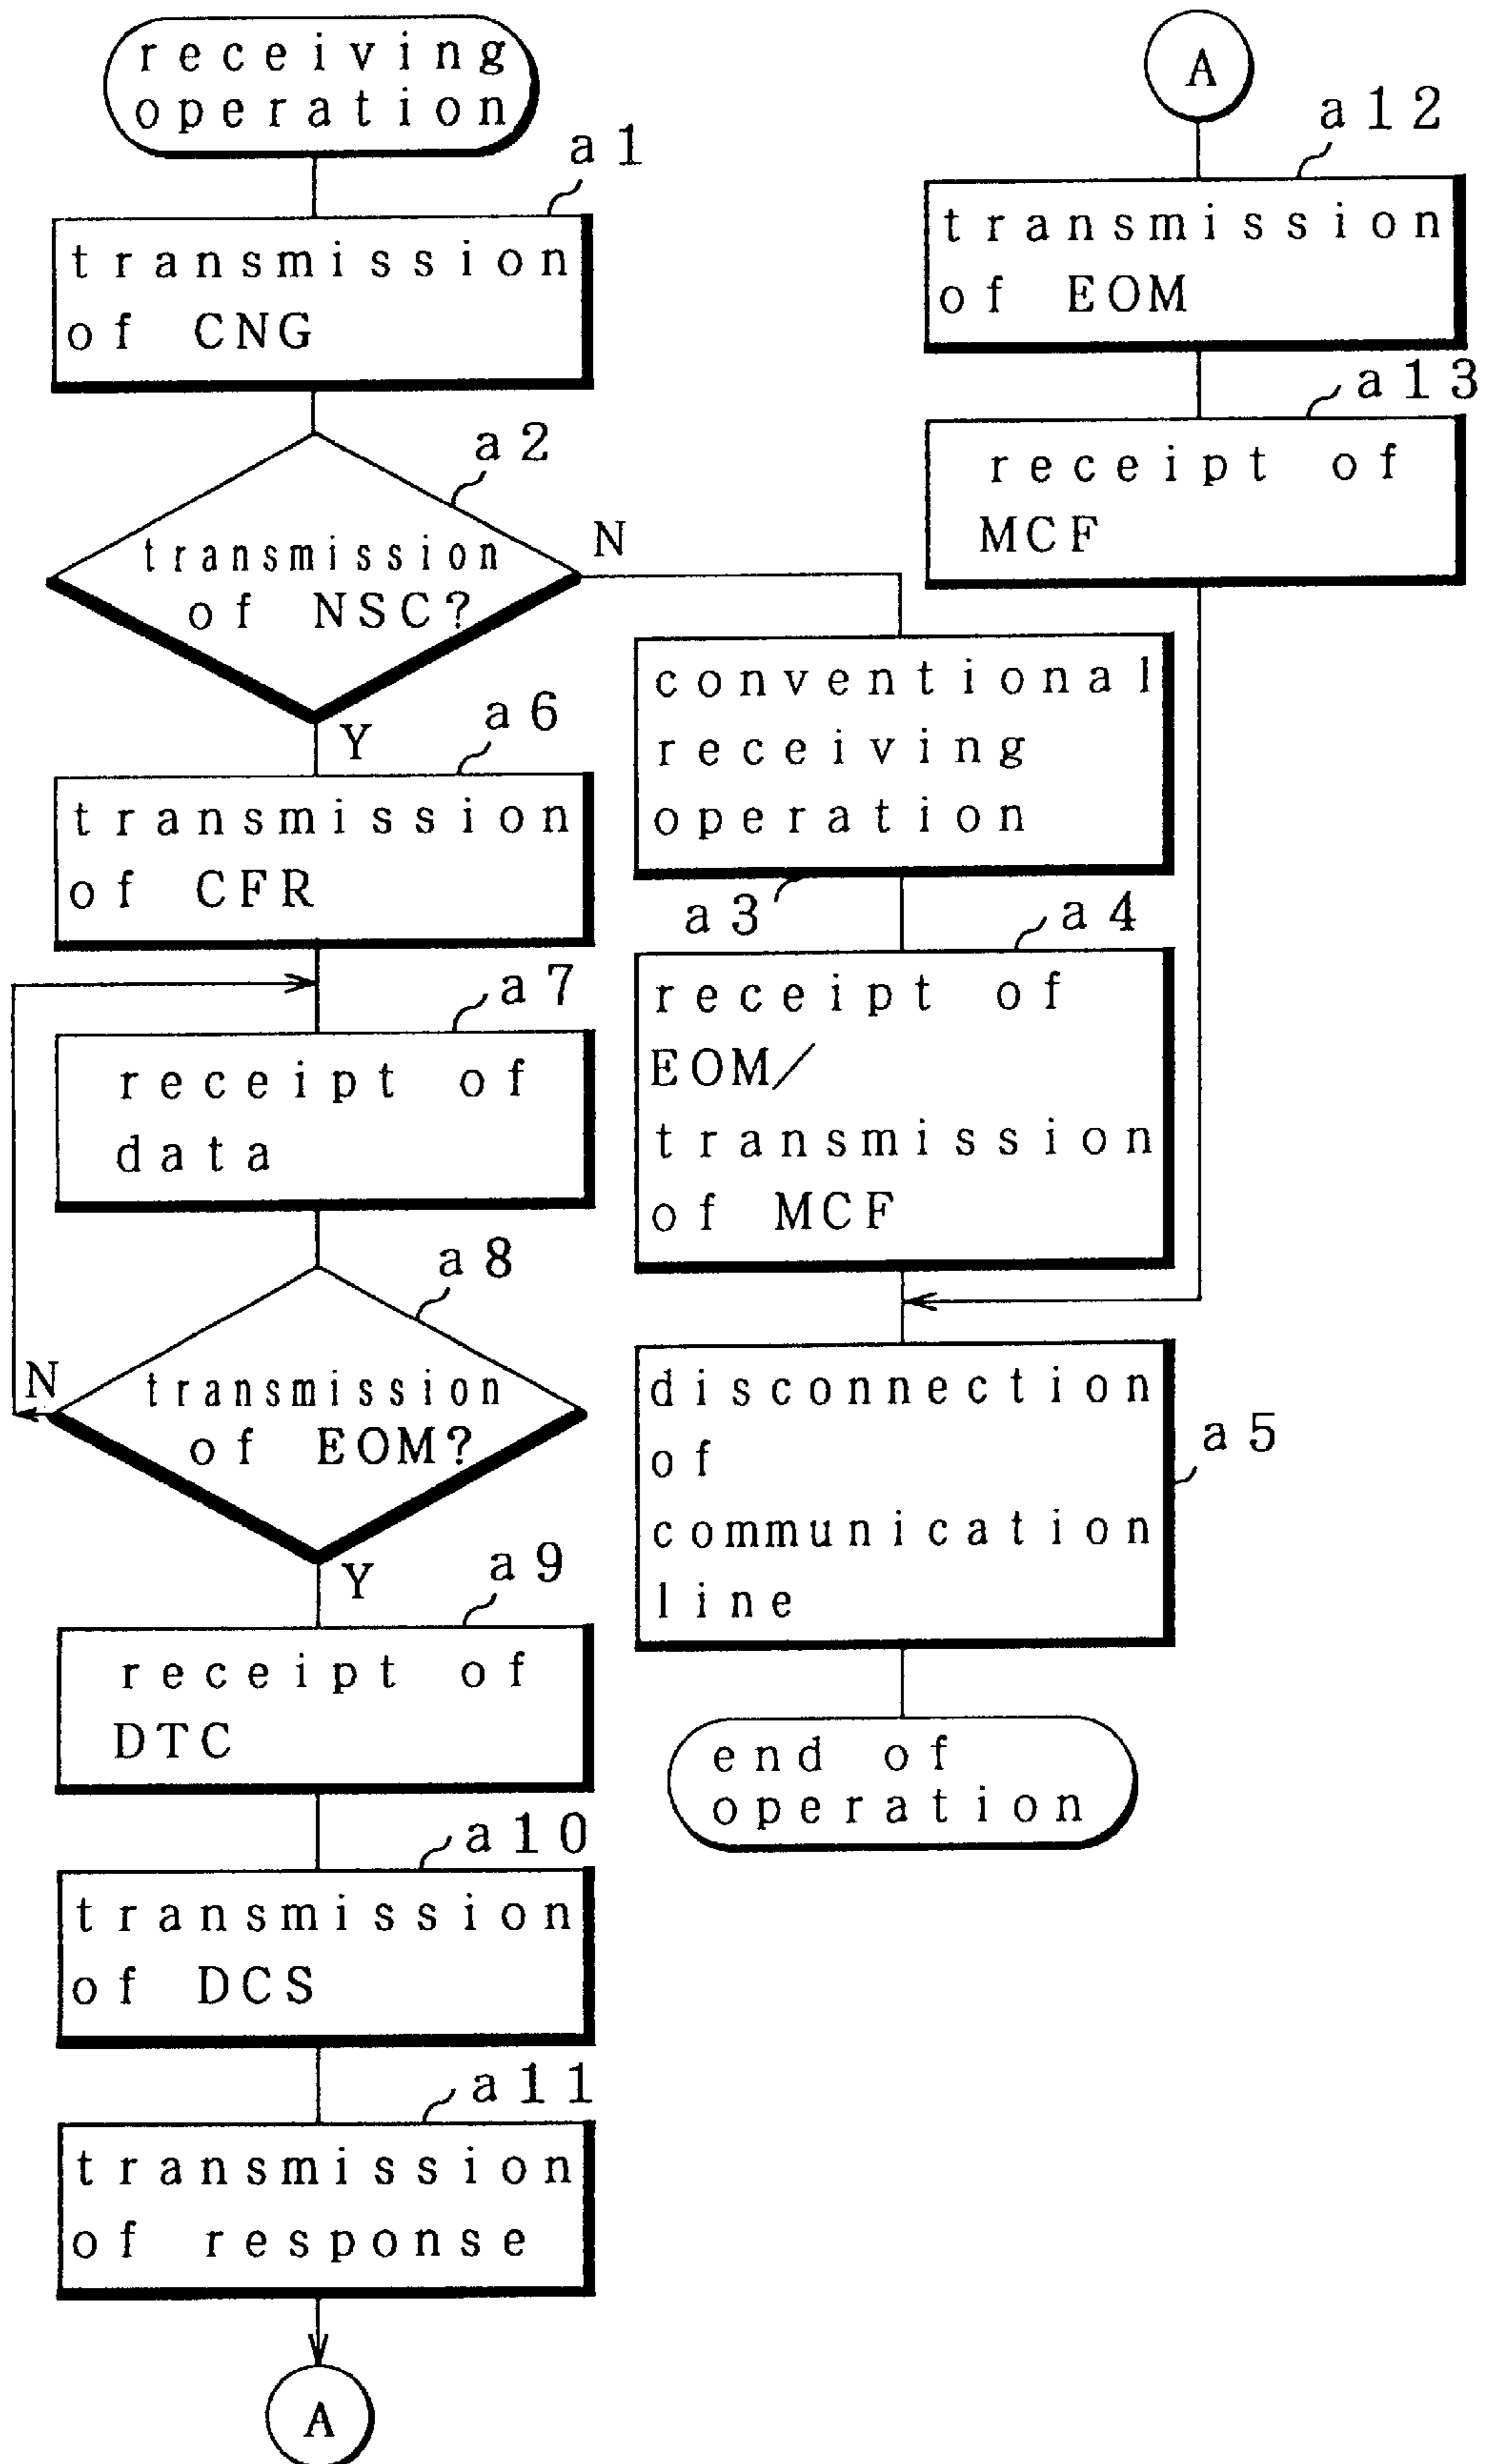 receiving
operation
a1
transmission
of CNG
a2
transmission
of NSC?
N
Y
a6
transmission
of CFR
a7
receipt of
data
a8
N
transmission
of EOM?
Y
a9
receipt of
DTC
a10
transmission
of DCS
a11
transmission
of response
A
A
a12
transmission
of EOM
a13
receipt of
MCF
conventional
receiving
operation
a3
a4
receipt of
EOM/
transmission
of MCF
disconnection
of
communication
line
a5
end of
operation